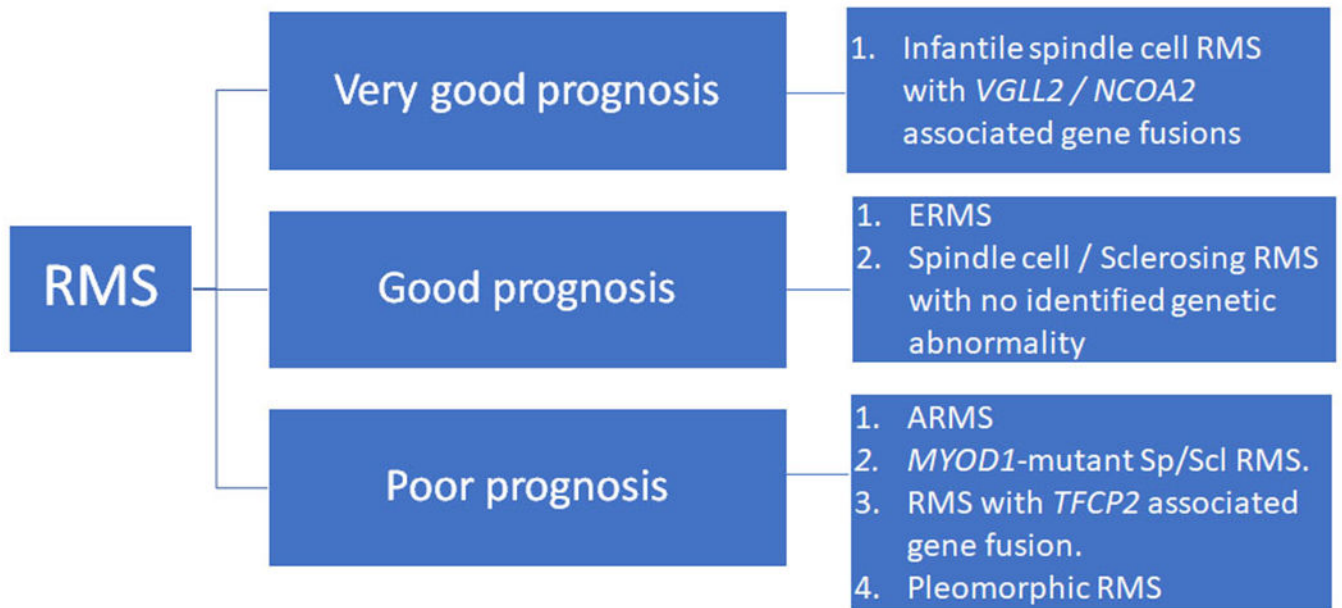 RMS
Very good prognosis
1. Infantile spindle cell RMS
with VGLL2 / NCOA2
associated gene fusions
Good prognosis
1. ERMS
2. Spindle cell / Sclerosing RMS
with no identified genetic
abnormality
Poor prognosis
1. ARMS
2. MYOD1-mutant Sp/Scl RMS.
3. RMS with TFCP2 associated
gene fusion.
4. Pleomorphic RMS